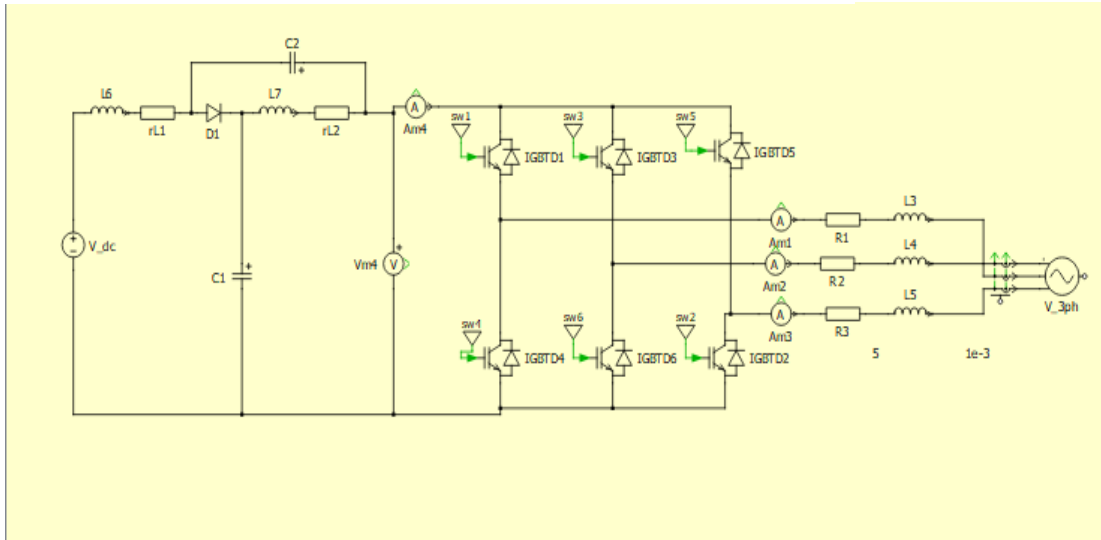 C2
L6
rL1
D1
L7
rL2
A
Am4
sw1
sw3
sw5
IGBTD1
IGBTD3
IGBTD5
V_dc
C1
Vm4
V
A
Am1
R1
L3
A
Am2
R2
L4
A
Am3
R3
L5
V_3ph
sw4
sw6
sw2
IGBTD4
IGBTD6
IGBTD2
5
1e-3